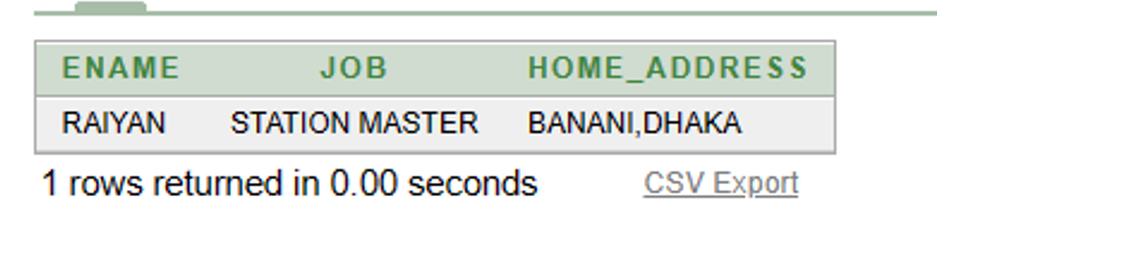 ENAME JOB HOME_ADDRESS
RAIYAN STATION MASTER BANANI,DHAKA
1 rows returned in 0.00 seconds CSV Export